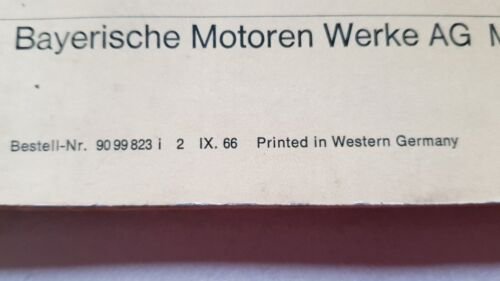 Bayerische Motoren Werke AG M
Bestell-Nr. 90 99 823 i 2 IX. 66 Printed in Western Germany